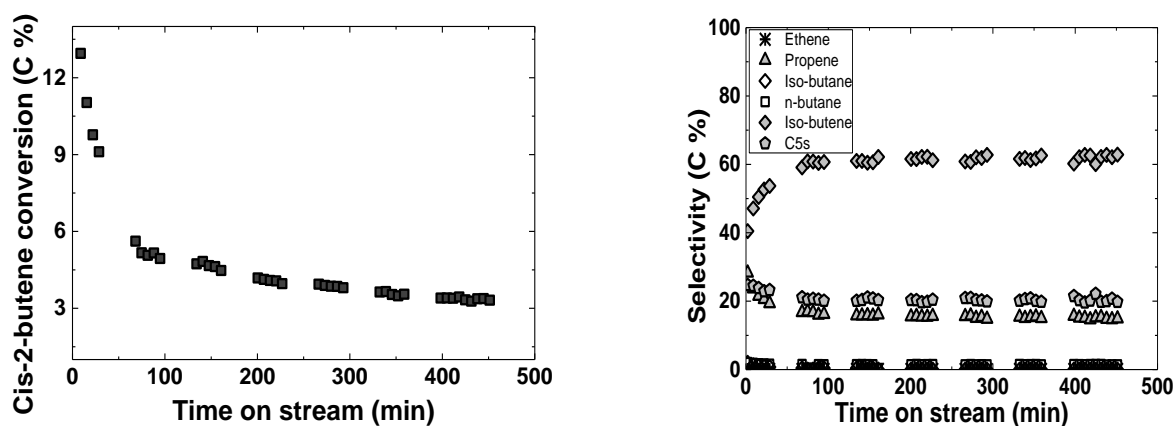 Cis-2-butene conversion (C %)
12
9
6
3
0 100 200 300 400 500
Time on stream (min)
Selectivity (C %)
100
80
60
40
20
0
Ethene
Propene
Iso-butane
n-butane
Iso-butene
C5s
0 100 200 300 400 500
Time on stream (min)